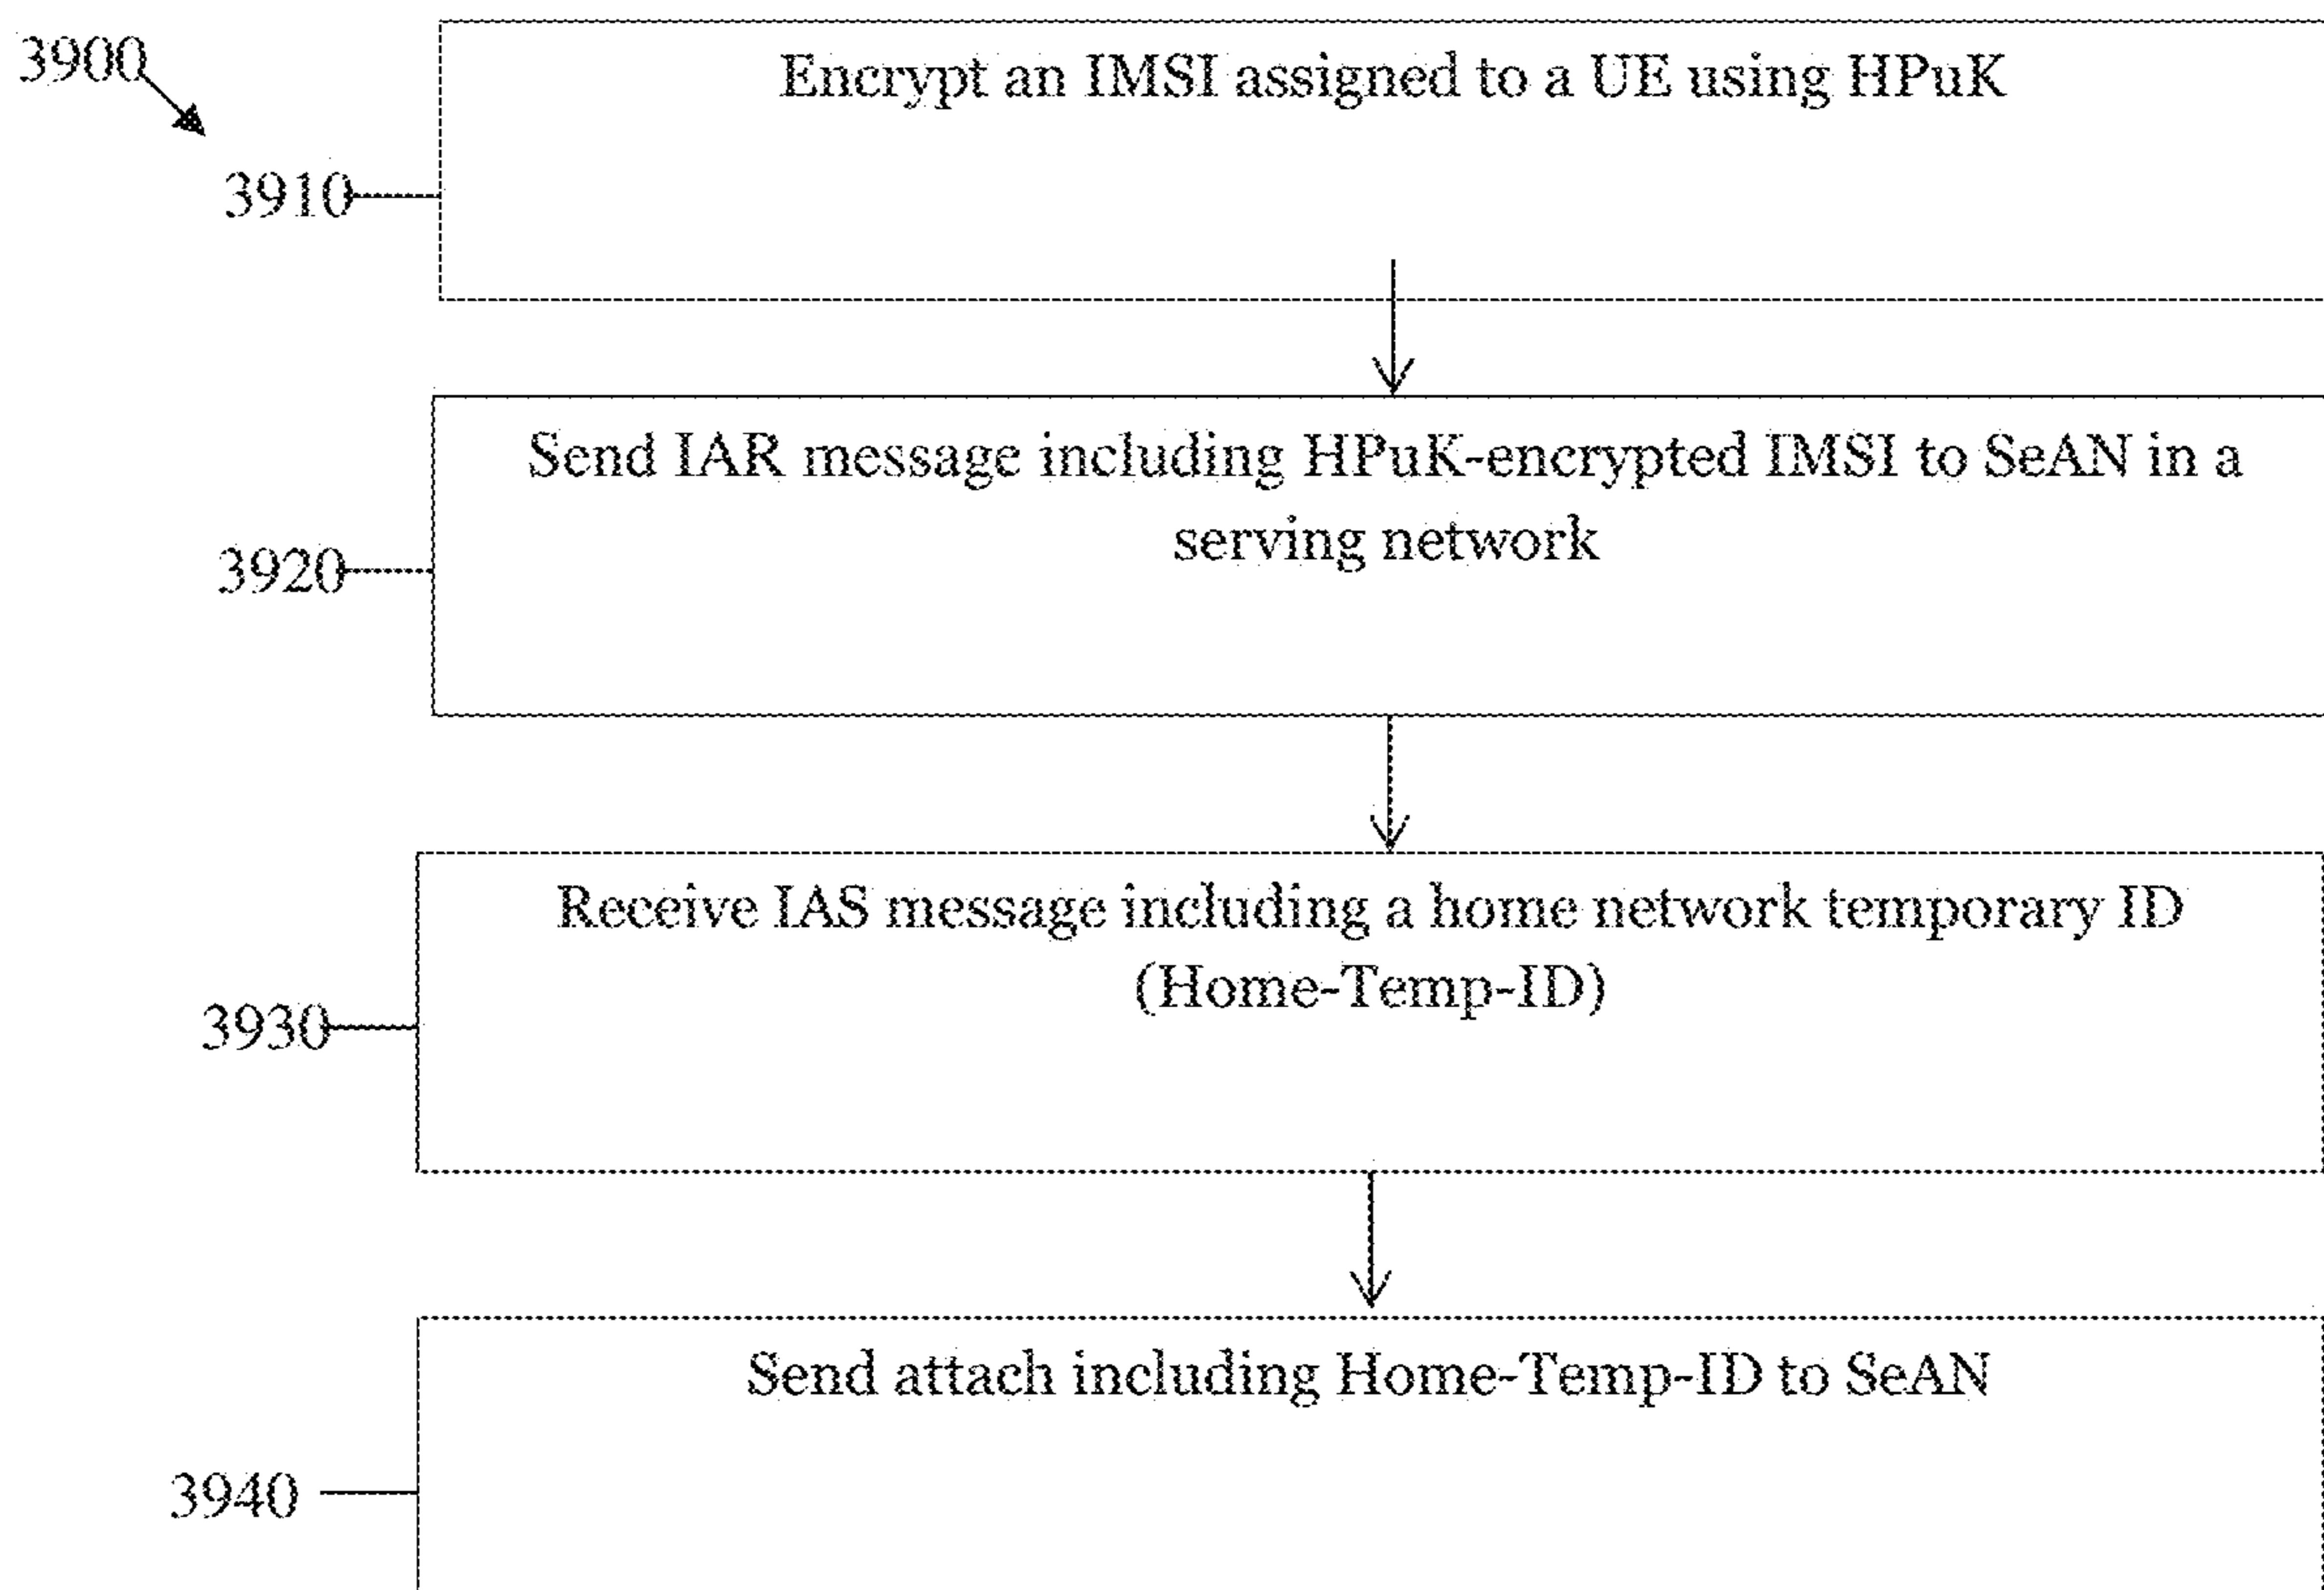 3900
Encrypt an IMSI assigned to a UE using HPuK
3910
Send IAR message including HPuK-encrypted IMSI to SeAN in a
serving network
3920
Receive IAS message including a home network temporary ID
(Home-Temp-ID)
3930
Send attach including Home-Temp-ID to SeAN
3940